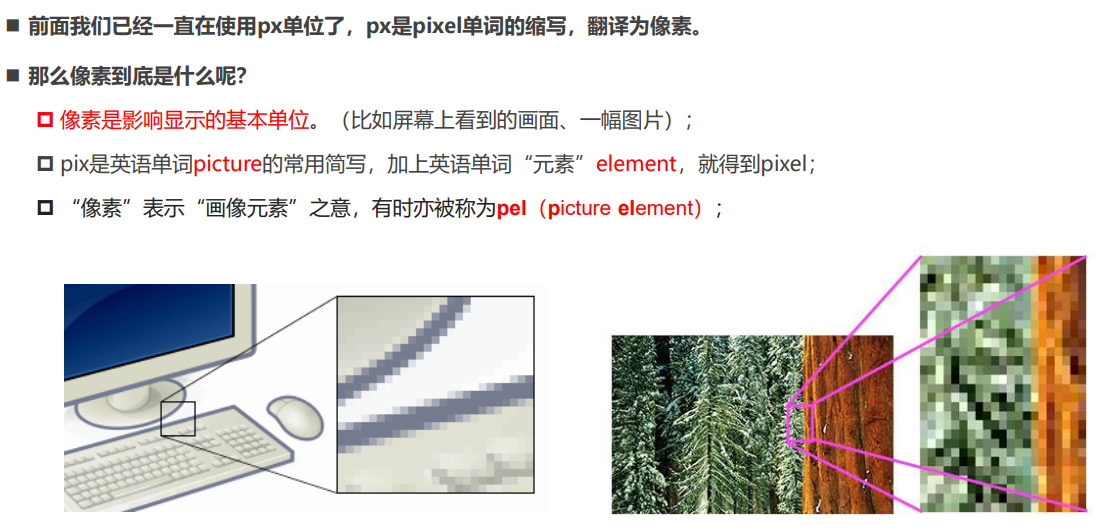 前面我们已经一直在使用px单位了，px是pixel单词的缩写，翻译为像素。
那么像素到底是什么呢？
像素是影响显示的基本单位。（比如屏幕上看到的画面、一幅图片）；
pix是英语单词picture的常用简写，加上英语单词“元素”element，就得到pixel；
“像素”表示“画像元素”之意，有时亦被称为pel（picture element）；